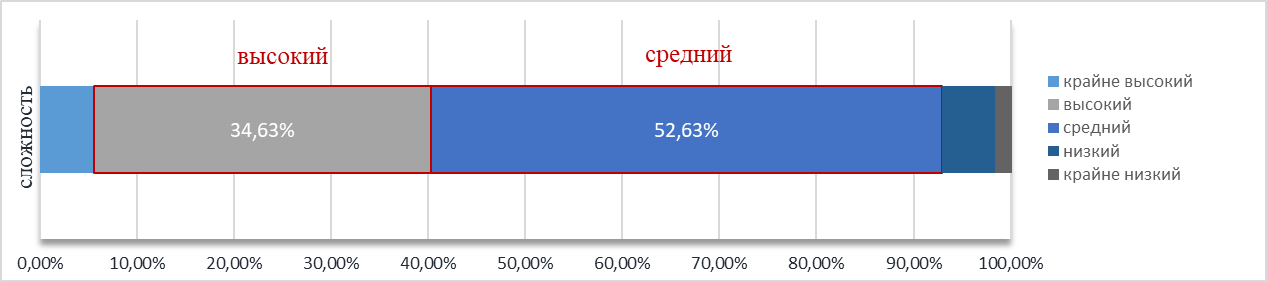 высокий
средний
сложность
34,63%
52,63%
0,00%
10,00%
20,00%
30,00%
40,00%
50,00%
60,00%
70,00%
80,00%
90,00%
100,00%
крайне высокий
высокий
средний
низкий
крайне низкий